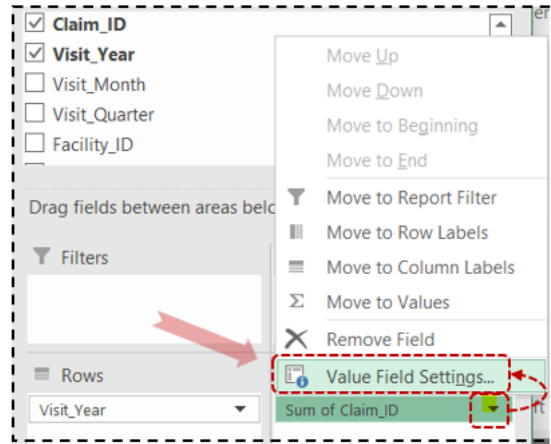 Claim_ID
Visit_Year
Visit_Month
Visit_Quarter
Facility_ID
Drag fields between areas belo
Filters
Rows
Visit_Year
Move Up
Move Down
Move to Beginning
Move to End
Move to Report Filter
Move to Row Labels
Move to Column Labels
Σ Move to Values
Remove Field
Value Field Settings...
Sum of Claim_ID